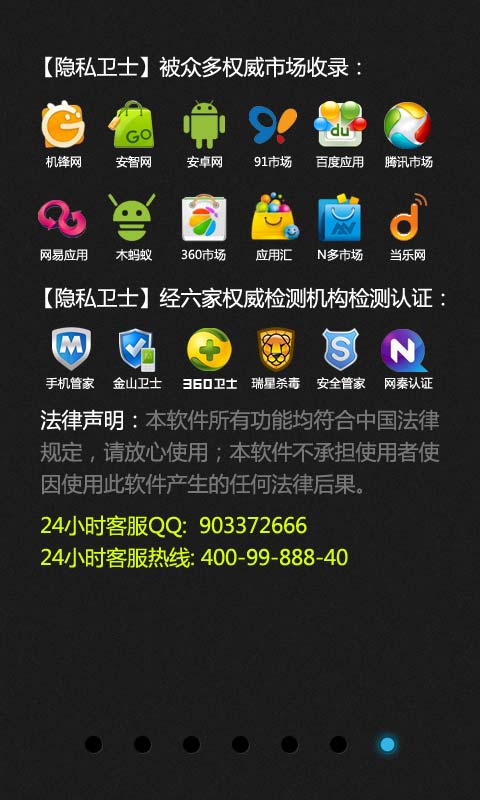 【隐私卫士】被众多权威市场收录：
机锋网 安智网 安卓网 91市场 百度应用 腾讯市场
网易应用 木蚂蚁 360市场 应用汇 N多市场 当乐网
【隐私卫士】经六家权威检测机构检测认证：
手机管家 金山卫士 360卫士 瑞星杀毒 安全管家 网秦认证
法律声明：本软件所有功能均符合中国法律
规定，请放心使用；本软件不承担使用者使
因使用此软件产生的任何法律后果。
24小时客服QQ: 903372666
24小时客服热线: 400-99-888-40